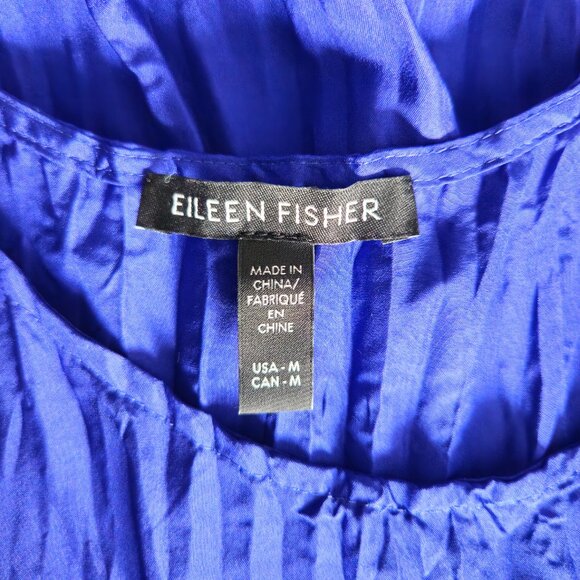 EILEEN FISHER
MADE IN
CHINA/
FABRIQUÉ
EN
CHINE
USA - M
CAN - M